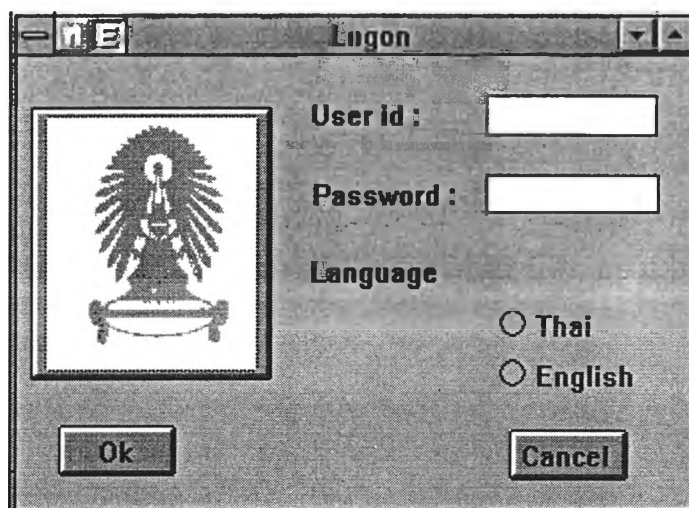 Logon
User id :
Password :
Language
Thai
English
Ok
Cancel